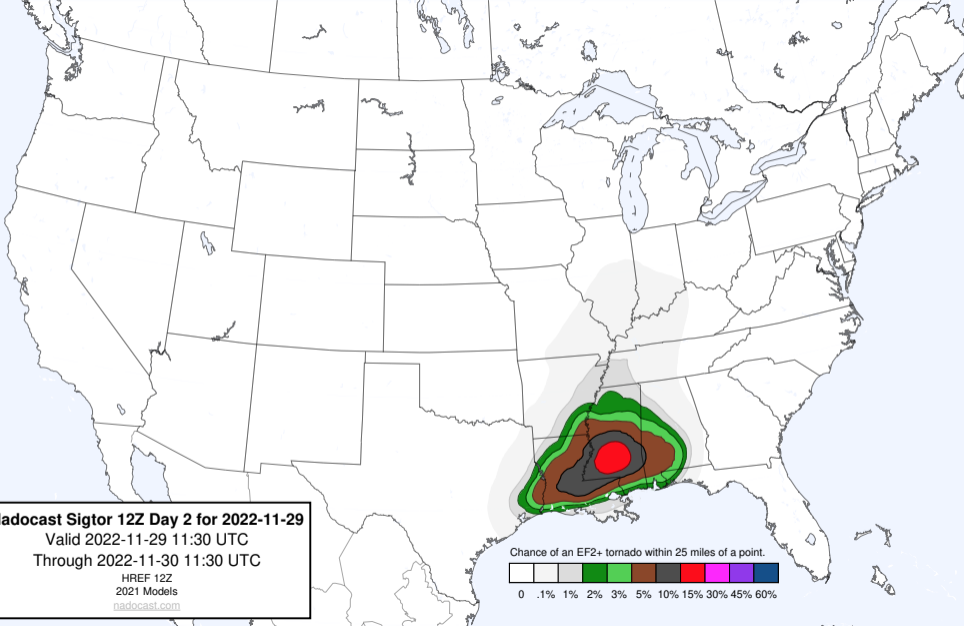 adocast Sigtor 12Z Day 2 for 2022-11-29
Valid 2022-11-29 11:30 UTC
Through 2022-11-30 11:30 UTC
HREF 12Z
2021 Models
nadocast.com
Chance of an EF2+ tornado within 25 miles of a point.
0 .1% 1% 2% 3% 5% 10% 15% 30% 45% 60%